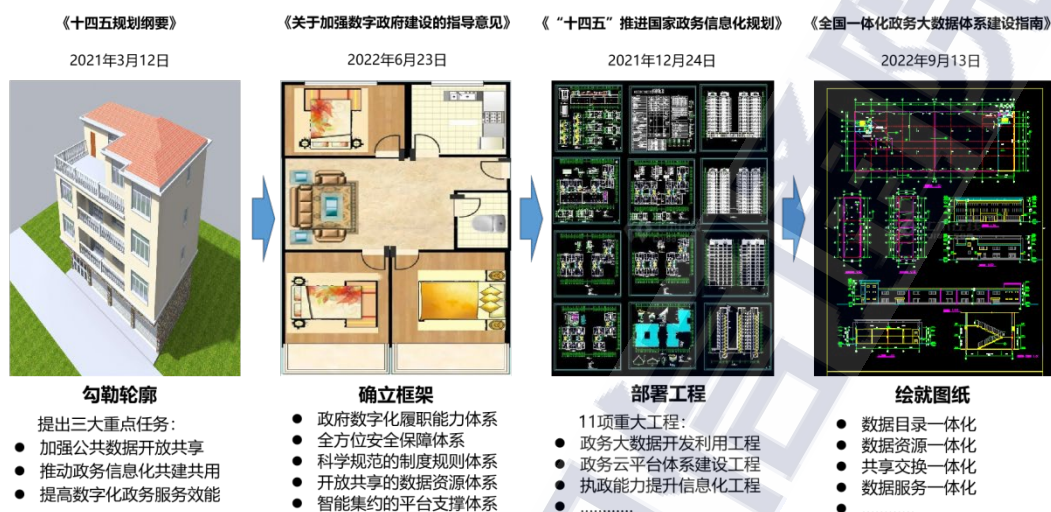 《十四五规划纲要》
2021年3月12日
勾勒轮廓
提出三大重点任务：
● 加强公共数据开放共享
● 推动政务信息化共建共用
● 提高数字化政务服务效能
《关于加强数字政府建设的指导意见》
2022年6月23日
确立框架
● 政府数字化履职能力体系
● 全方位安全保障体系
● 科学规范的制度规则体系
● 开放共享的数据资源体系
● 智能集约的平台支撑体系
《“十四五”推进国家政务信息化规划》
2021年12月24日
部署工程
11项重大工程：
● 政务大数据开发利用工程
● 政务云平台体系建设工程
● 执政能力提升信息化工程
● …………
《全国一体化政务大数据体系建设指南》
2022年9月13日
绘就图纸
● 数据目录一体化
● 数据资源一体化
● 共享交换一体化
● 数据服务一体化
●